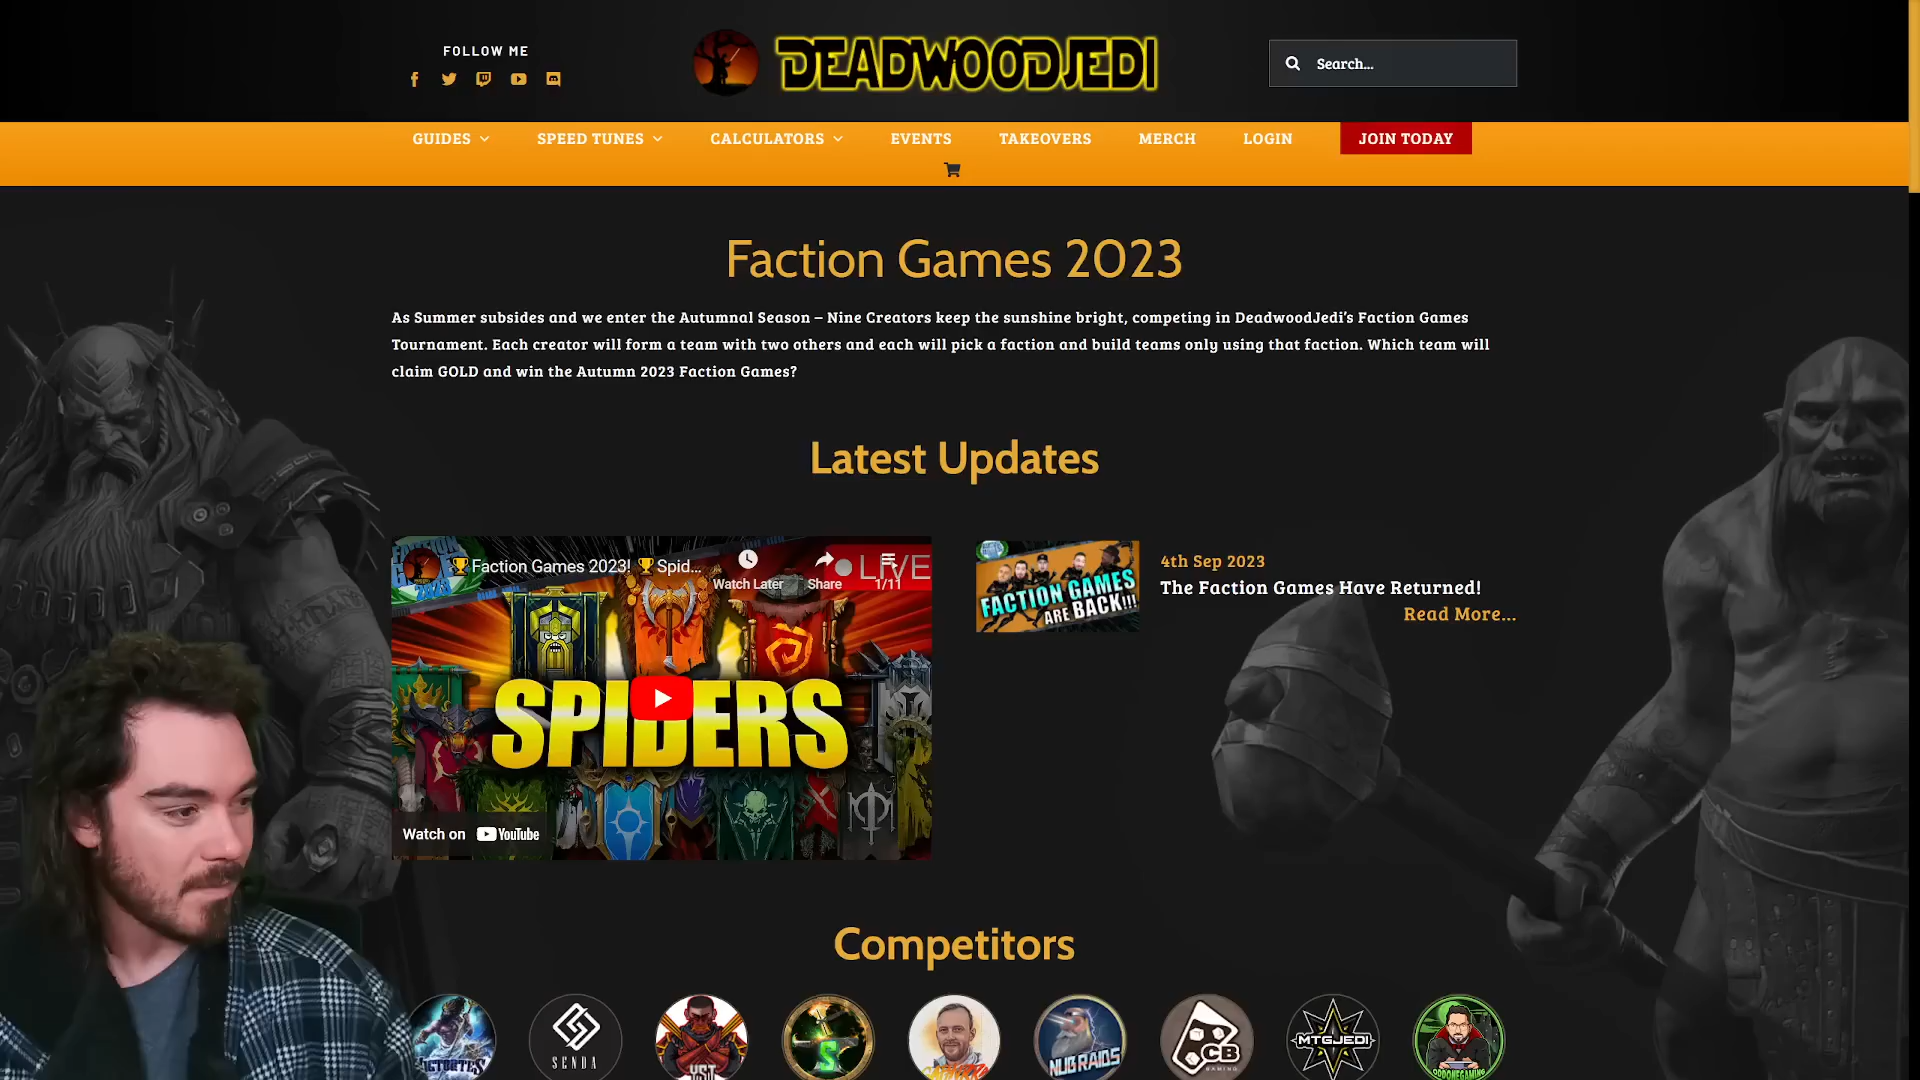 FOLLOW ME
DEADWOODJEDI
Search...
GUIDES
SPEED TUNES
CALCULATORS
EVENTS
TAKEOVERS
MERCH
LOGIN
JOIN TODAY
Faction Games 2023
As Summer subsides and we enter the Autumnal Season – Nine Creators keep the sunshine bright, competing in DeadwoodJedi's Faction Games
Tournament. Each creator will form a team with two others and each will pick a faction and build teams only using that faction. Which team will
claim GOLD and win the Autumn 2023 Faction Games?
Latest Updates
🏆Faction Games 2023! 🏆Spid...
Watch Later
Share
1/11
LIVE
SPIDERS
Watch on YouTube
FACTION GAMES
ARE BACK!!!
4th Sep 2023
The Faction Games Have Returned!
Read More...
Competitors
SENDA
YST
S
NUBRAIDS
CB
GAMING
MTGJEDI